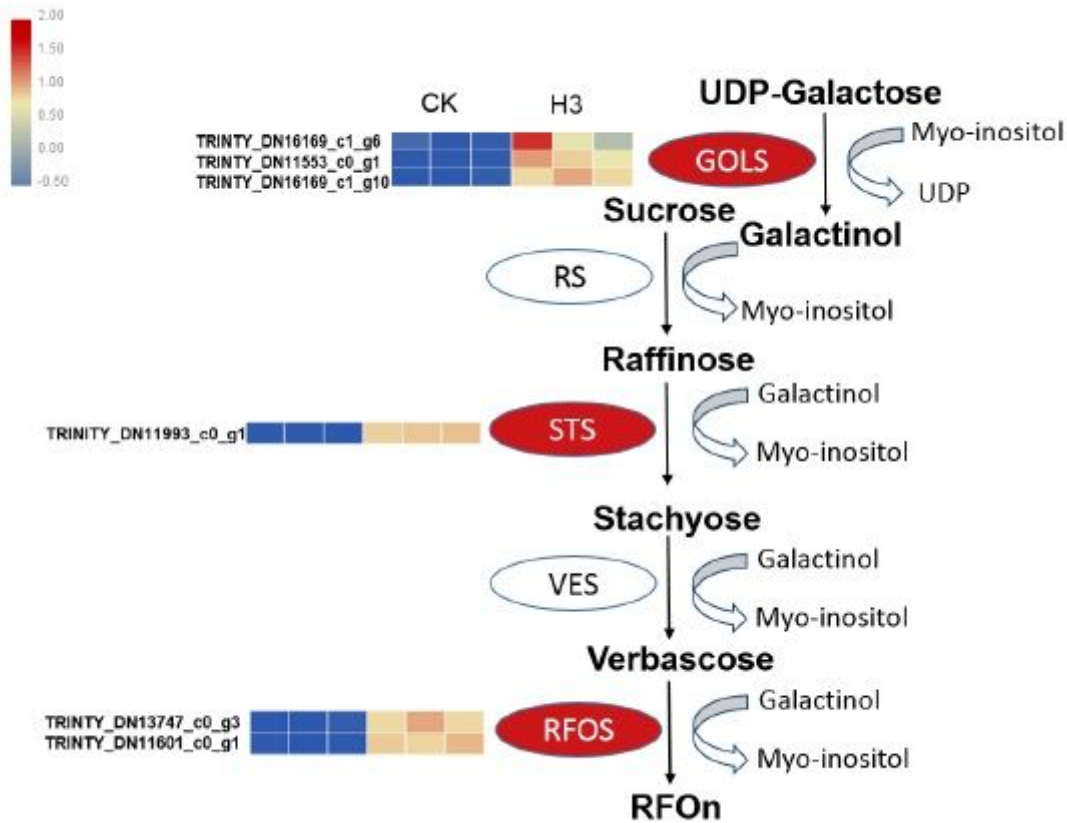 2.00
1.00
0.50
0.00
-0.50
CK
H3
UDP-Galactose
TRINTY_DN16169_c1_g6
TRINTY_DN11553_c0_g1
TRINTY_DN16169_c1_g10
GOLS
Myo-inositol
UDP
Sucrose
Galactinol
RS
Myo-inositol
Raffinose
Galactinol
TRINITY_DN11993_c0_g1
STS
Myo-inositol
Stachyose
Galactinol
VES
Myo-inositol
Verbascose
Galactinol
TRINTY_DN13747_c0_g3
TRINTY_DN11601_c0_g1
RFOS
Myo-inositol
RFOn